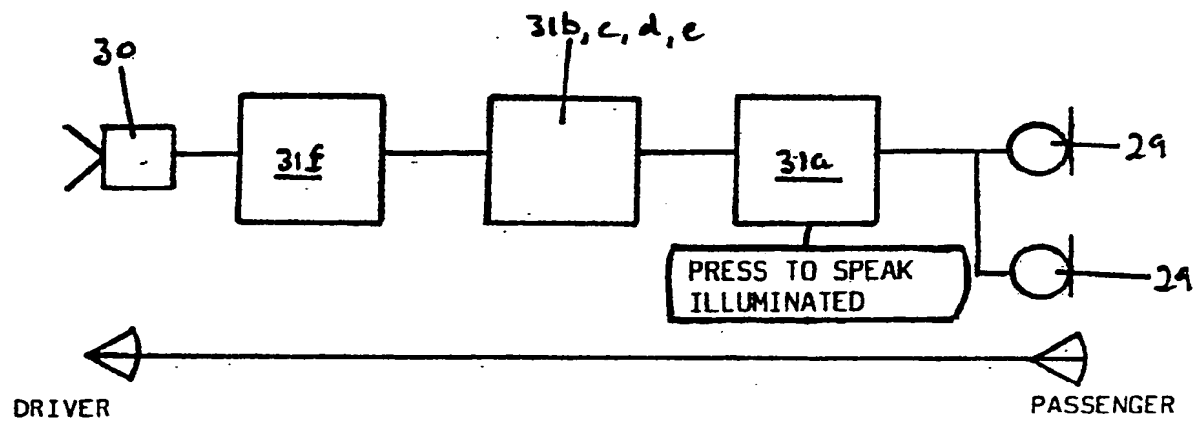 31b, c, d, e
30
31f
31a
29
29
PRESS TO SPEAK
ILLUMINATED
DRIVER
PASSENGER